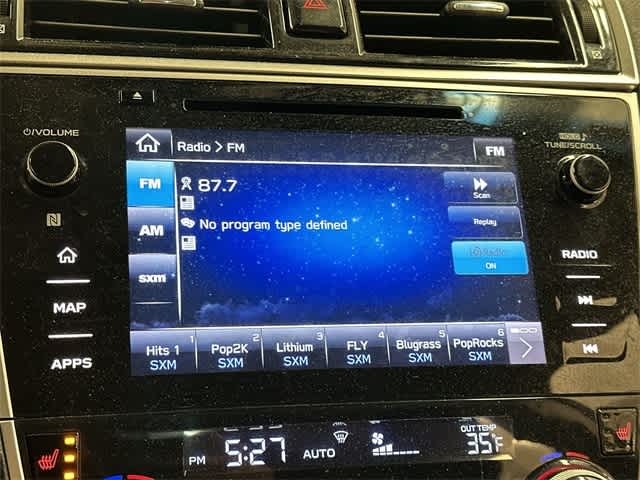 ⏻/VOLUME
TUNE/SCROLL
Radio > FM
FM
FM
AM
sxm
87.7
No program type defined
Scan
Replay
ON
MAP
APPS
RADIO
1
Hits 1
SXM
2
Pop2K
SXM
3
Lithium
SXM
4
FLY
SXM
5
Blugrass
SXM
6
PopRocks
SXM
PM 5:27
AUTO
OUT TEMP
35°F